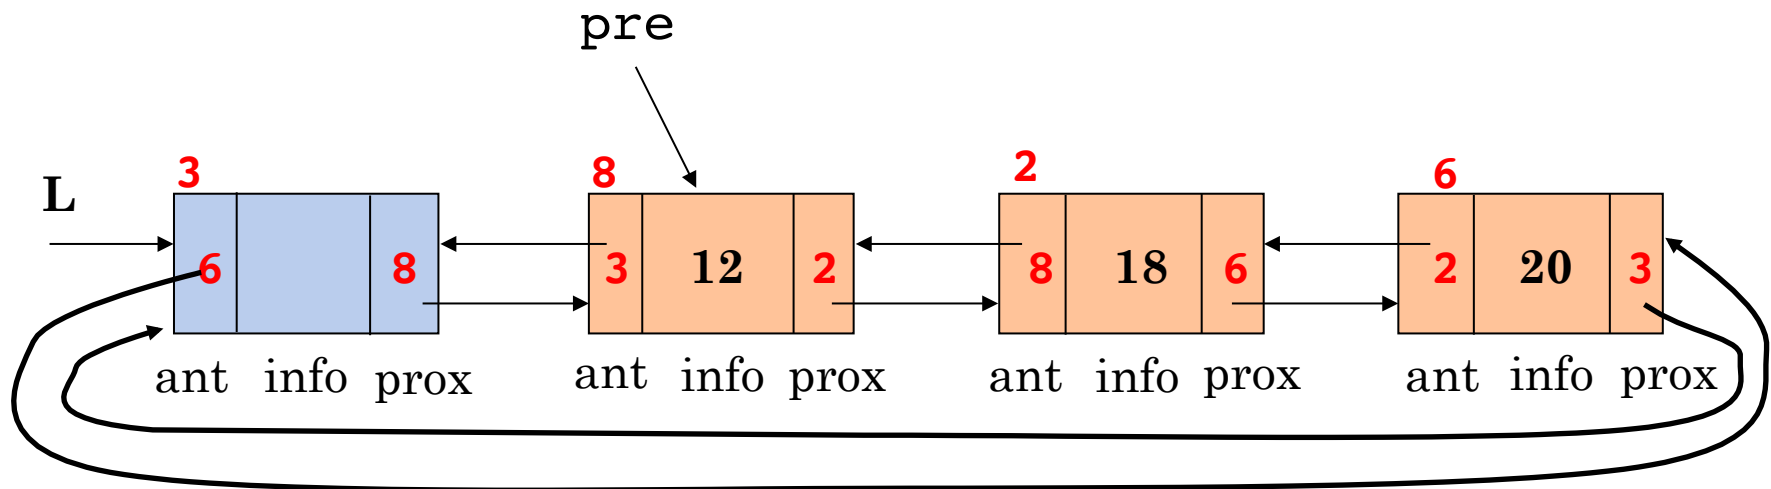 pre
3 8 2 6
L
6 8 3 12 2 8 18 6 2 20 3
ant info prox ant info prox ant info prox ant info prox